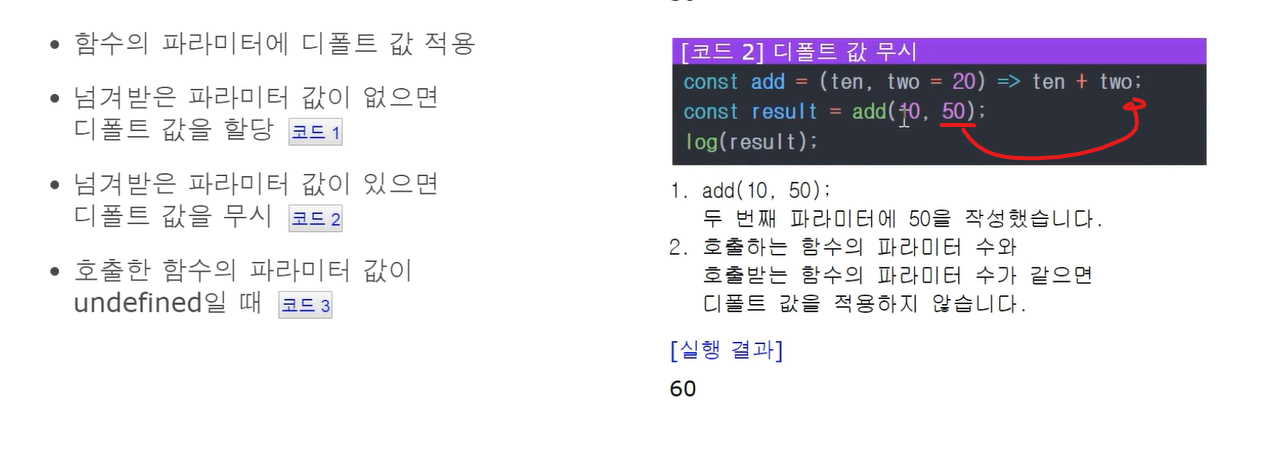 • 함수의 파라미터에 디폴트 값 적용
• 넘겨받은 파라미터 값이 없으면
디폴트 값을 할당 코드 1
• 넘겨받은 파라미터 값이 있으면
디폴트 값을 무시 코드 2
• 호출한 함수의 파라미터 값이
undefined일 때 코드 3
[코드 2] 디폴트 값 무시
const add = (ten, two = 20) => ten + two;
const result = add(10, 50);
log(result);
1. add(10, 50);
두 번째 파라미터에 50을 작성했습니다.
2. 호출하는 함수의 파라미터 수와
호출받는 함수의 파라미터 수가 같으면
디폴트 값을 적용하지 않습니다.
[실행 결과]
60